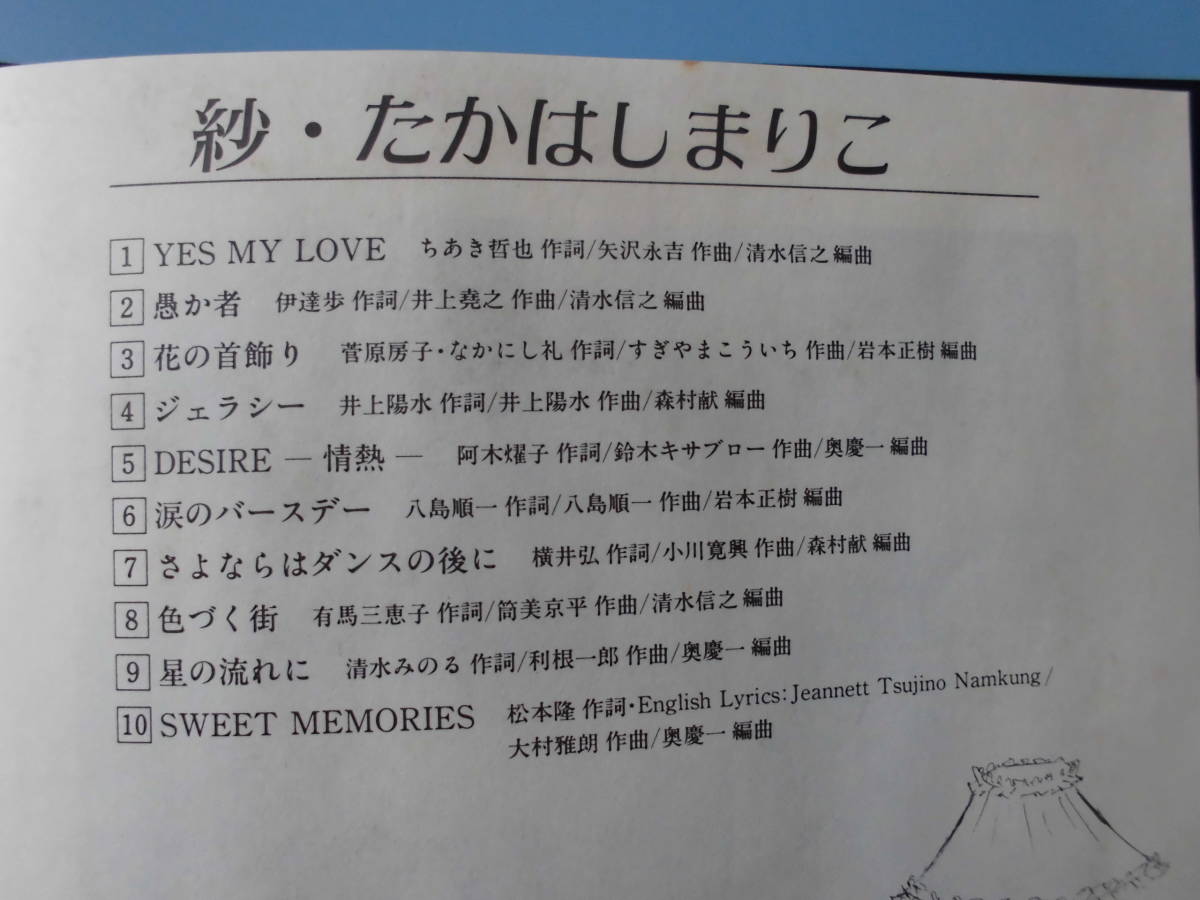 紗・たかはしまりこ
1 YES MY LOVE ちあき哲也 作詞/矢沢永吉 作曲/清水信之 編曲
2 愚か者 伊達歩 作詞/井上堯之 作曲/清水信之 編曲
3 花の首飾り 菅原房子・なかにし礼 作詞/すぎやまこういち 作曲/岩本正樹 編曲
4 ジェラシー 井上陽水 作詞/井上陽水 作曲/森村献 編曲
5 DESIRE ― 情熱 ― 阿木燿子 作詞/鈴木キサブロー 作曲/奥慶一 編曲
6 涙のバースデー 八島順一 作詞/八島順一 作曲/岩本正樹 編曲
7 さよならはダンスの後に 横井弘 作詞/小川寛興 作曲/森村献 編曲
8 色づく街 有馬三恵子 作詞/筒美京平 作曲/清水信之 編曲
9 星の流れに 清水みのる 作詞/利根一郎 作曲/奥慶一 編曲
10 SWEET MEMORIES 松本隆 作詞・English Lyrics: Jeannett Tsujino Namkung/
大村雅朗 作曲/奥慶一 編曲